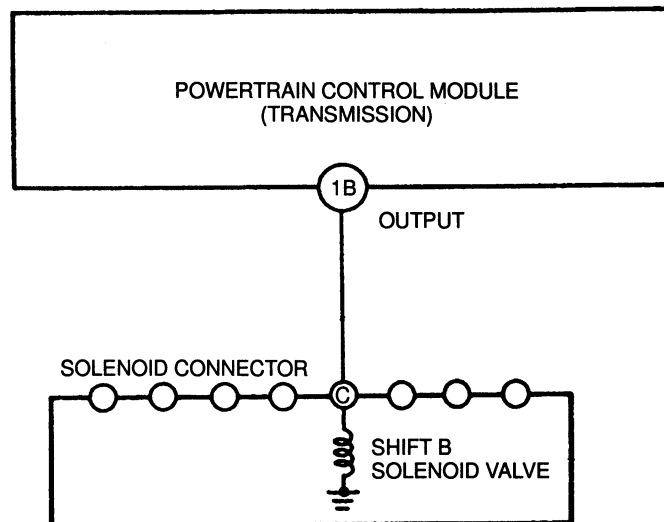 POWERTRAIN CONTROL MODULE
(TRANSMISSION)
1B
OUTPUT
SOLENOID CONNECTOR
C
SHIFT B
SOLENOID VALVE